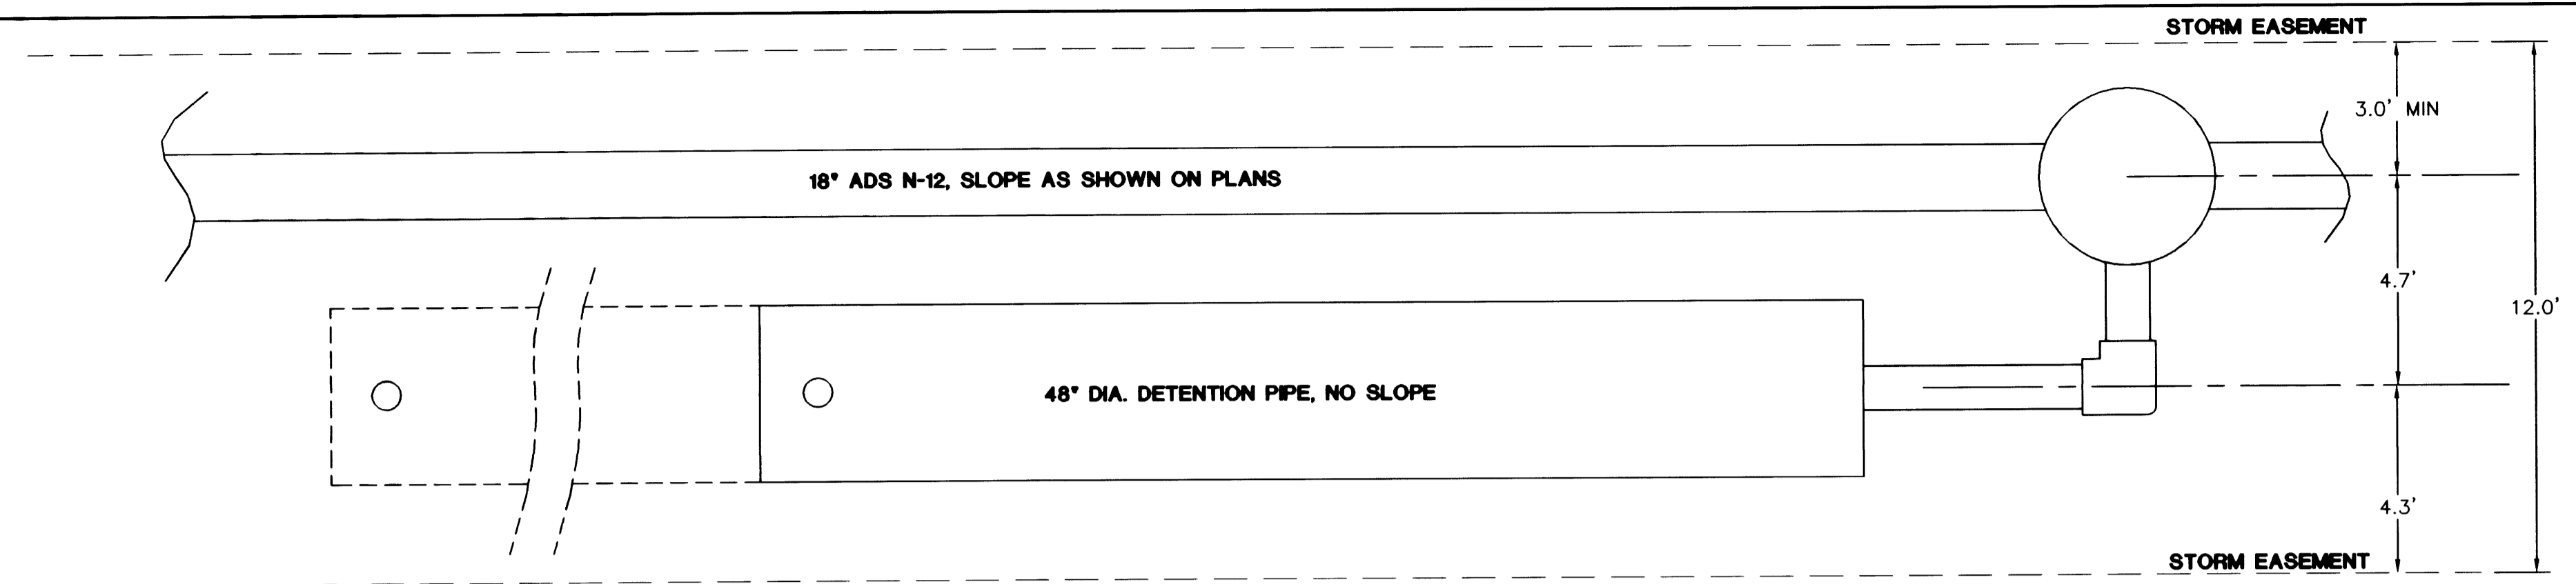 STORM EASEMENT
3.0' MIN
18" ADS N-12, SLOPE AS SHOWN ON PLANS
4.7'
12.0'
48" DIA. DETENTION PIPE, NO SLOPE
4.3'
STORM EASEMENT